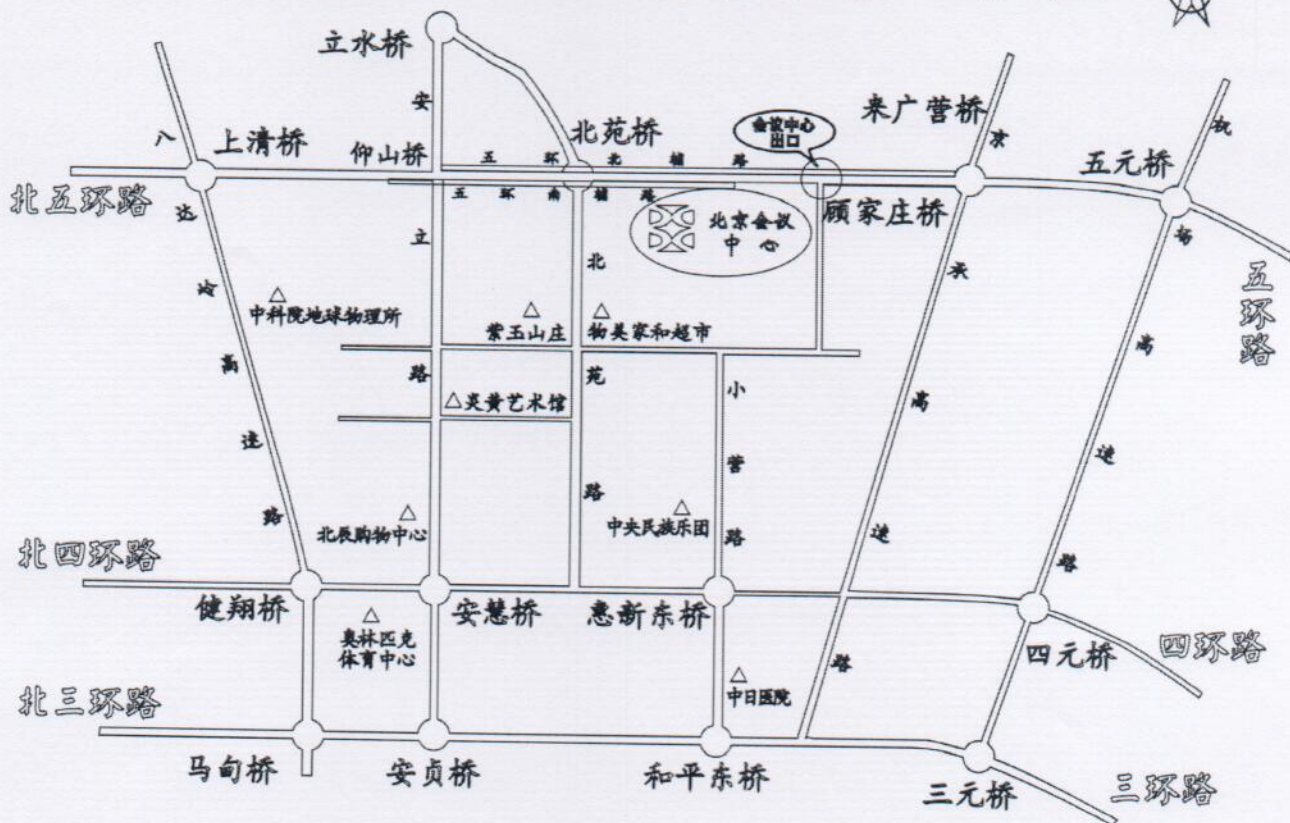 立水桥
来广营桥
上清桥
仰山桥
北苑桥
会议中心
出口
五元桥
五环北辅路
五环南辅路
北五环路
顾家庄桥
北京会议
中心
八达岭高速路
安立路
北苑路
小营路
京承高速路
机场高速路
五环路
中科院地球物理所
紫玉山庄
物美家和超市
炎黄艺术馆
北辰购物中心
中央民族乐团
北四环路
健翔桥
安慧桥
惠新东桥
四元桥
四环路
奥林匹克
体育中心
中日医院
北三环路
马甸桥
安贞桥
和平东桥
三元桥
三环路